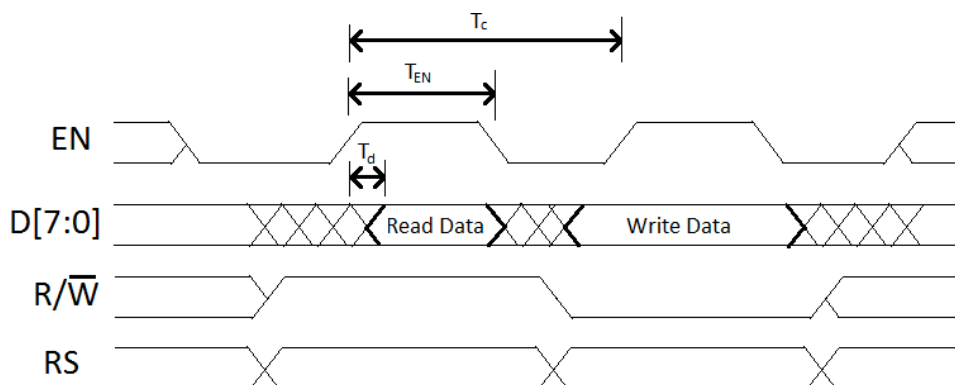 Tc
TEN
EN
Td
D[7:0]
Read Data
Write Data
R/W̅
RS